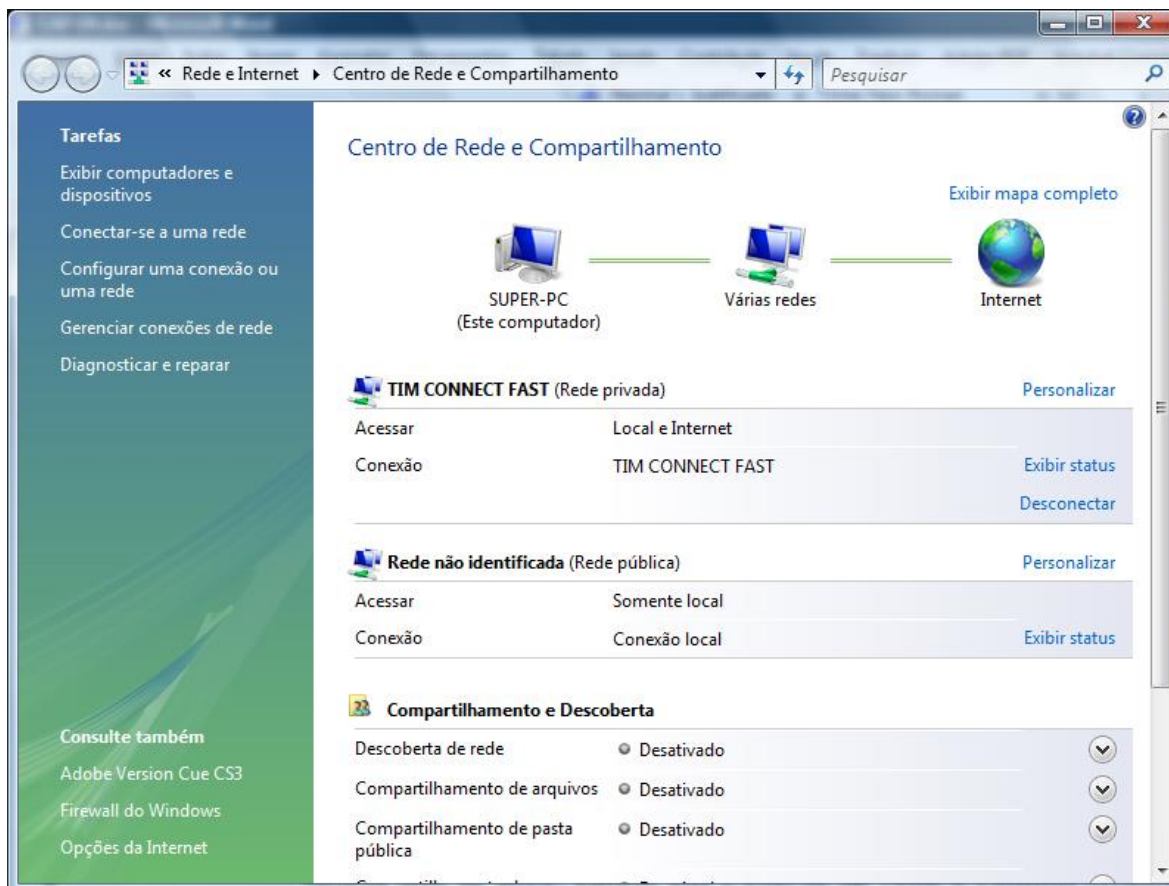 « Rede e Internet ▸ Centro de Rede e Compartilhamento
Pesquisar
Tarefas
Exibir computadores e
dispositivos
Conectar-se a uma rede
Configurar uma conexão ou
uma rede
Gerenciar conexões de rede
Diagnosticar e reparar
Consulte também
Adobe Version Cue CS3
Firewall do Windows
Opções da Internet
Centro de Rede e Compartilhamento
Exibir mapa completo
SUPER-PC
(Este computador)
Várias redes
Internet
TIM CONNECT FAST (Rede privada) Personalizar
Acessar Local e Internet
Conexão TIM CONNECT FAST Exibir status
Desconectar
Rede não identificada (Rede pública) Personalizar
Acessar Somente local
Conexão Conexão local Exibir status
Compartilhamento e Descoberta
Descoberta de rede Desativado
Compartilhamento de arquivos Desativado
Compartilhamento de pasta Desativado
pública